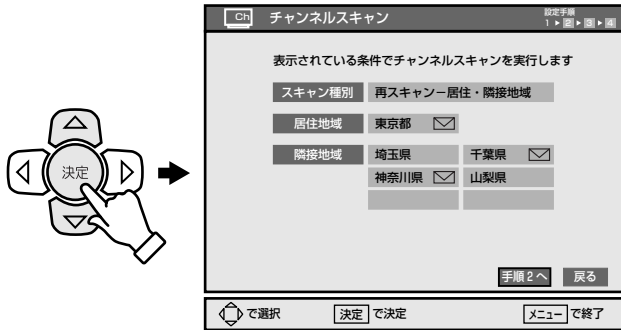 決定
Ch チャンネルスキャン
設定手順
1 ▶ 2 ▶ 3 ▶ 4
表示されている条件でチャンネルスキャンを実行します
スキャン種別 再スキャンー居住・隣接地域
居住地域 東京都
隣接地域 埼玉県 千葉県
神奈川県 山梨県
手順2へ 戻る
で選択 決定 で決定 メニュー で終了